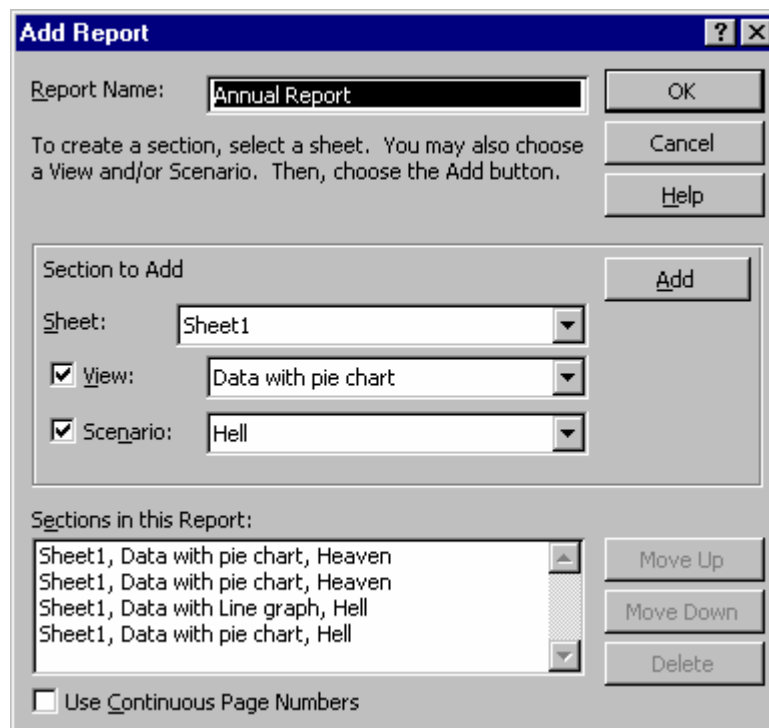 Add Report
Report Name: Annual Report
OK
To create a section, select a sheet. You may also choose
a View and/or Scenario. Then, choose the Add button.
Cancel
Help
Section to Add
Add
Sheet: Sheet1
View: Data with pie chart
Scenario: Hell
Sections in this Report:
Sheet1, Data with pie chart, Heaven
Sheet1, Data with pie chart, Heaven
Sheet1, Data with Line graph, Hell
Sheet1, Data with pie chart, Hell
Move Up
Move Down
Delete
Use Continuous Page Numbers